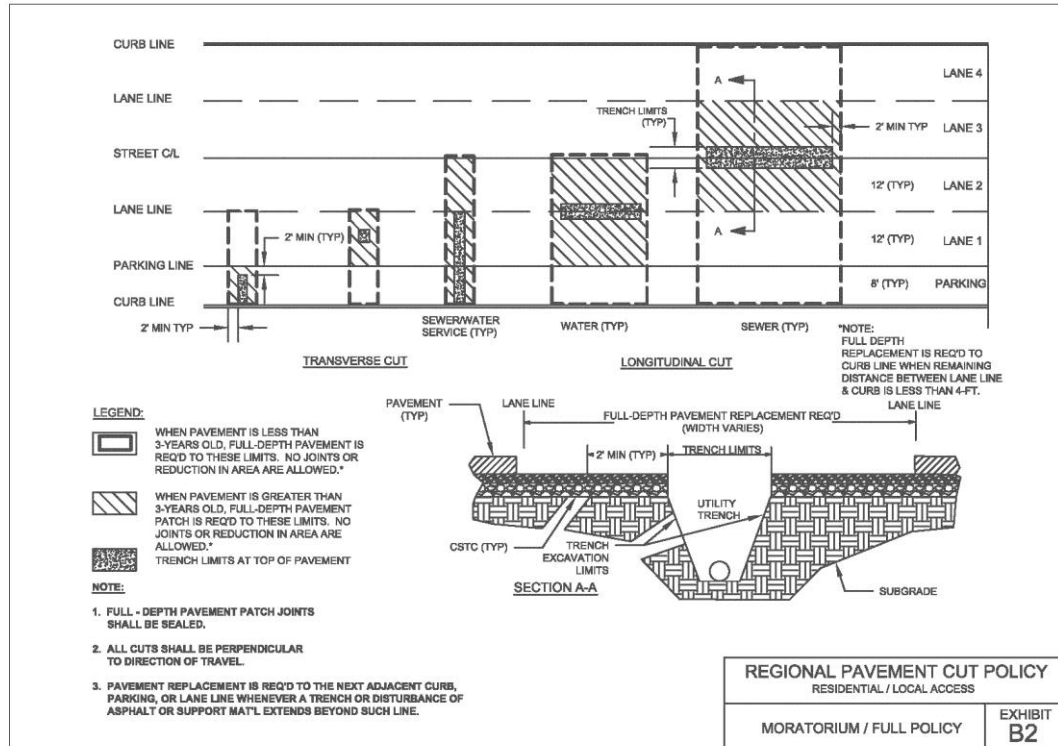 CURB LINE
LANE LINE
STREET C/L
LANE LINE
PARKING LINE
CURB LINE
A
TRENCH LIMITS
(TYP)
A
2' MIN TYP
LANE 4
LANE 3
12' (TYP)
LANE 2
12' (TYP)
LANE 1
8' (TYP)
PARKING
2' MIN (TYP)
2' MIN TYP
SEWER/WATER
SERVICE (TYP)
WATER (TYP)
SEWER (TYP)
TRANSVERSE CUT
LONGITUDINAL CUT
*NOTE:
FULL DEPTH
REPLACEMENT IS REQ'D TO
CURB LINE WHEN REMAINING
DISTANCE BETWEEN LANE LINE
& CURB IS LESS THAN 4-FT.
LEGEND:
WHEN PAVEMENT IS LESS THAN
3-YEARS OLD, FULL-DEPTH PAVEMENT IS
REQ'D TO THESE LIMITS. NO JOINTS OR
REDUCTION IN AREA ARE ALLOWED.*
WHEN PAVEMENT IS GREATER THAN
3-YEARS OLD, FULL-DEPTH PAVEMENT
PATCH IS REQ'D TO THESE LIMITS. NO
JOINTS OR REDUCTION IN AREA ARE
ALLOWED.*
TRENCH LIMITS AT TOP OF PAVEMENT
NOTE:
1. FULL - DEPTH PAVEMENT PATCH JOINTS
SHALL BE SEALED.
2. ALL CUTS SHALL BE PERPENDICULAR
TO DIRECTION OF TRAVEL.
3. PAVEMENT REPLACEMENT IS REQ'D TO THE NEXT ADJACENT CURB,
PARKING, OR LANE LINE WHENEVER A TRENCH OR DISTURBANCE OF
ASPHALT OR SUPPORT MAT'L EXTENDS BEYOND SUCH LINE.
PAVEMENT
(TYP)
LANE LINE
FULL-DEPTH PAVEMENT REPLACEMENT REQ'D
(WIDTH VARIES)
LANE LINE
2' MIN (TYP)
TRENCH LIMITS
UTILITY
TRENCH
CSTC (TYP)
TRENCH
EXCAVATION
LIMITS
SECTION A-A
SUBGRADE
REGIONAL PAVEMENT CUT POLICY
RESIDENTIAL / LOCAL ACCESS
MORATORIUM / FULL POLICY
EXHIBIT
B2